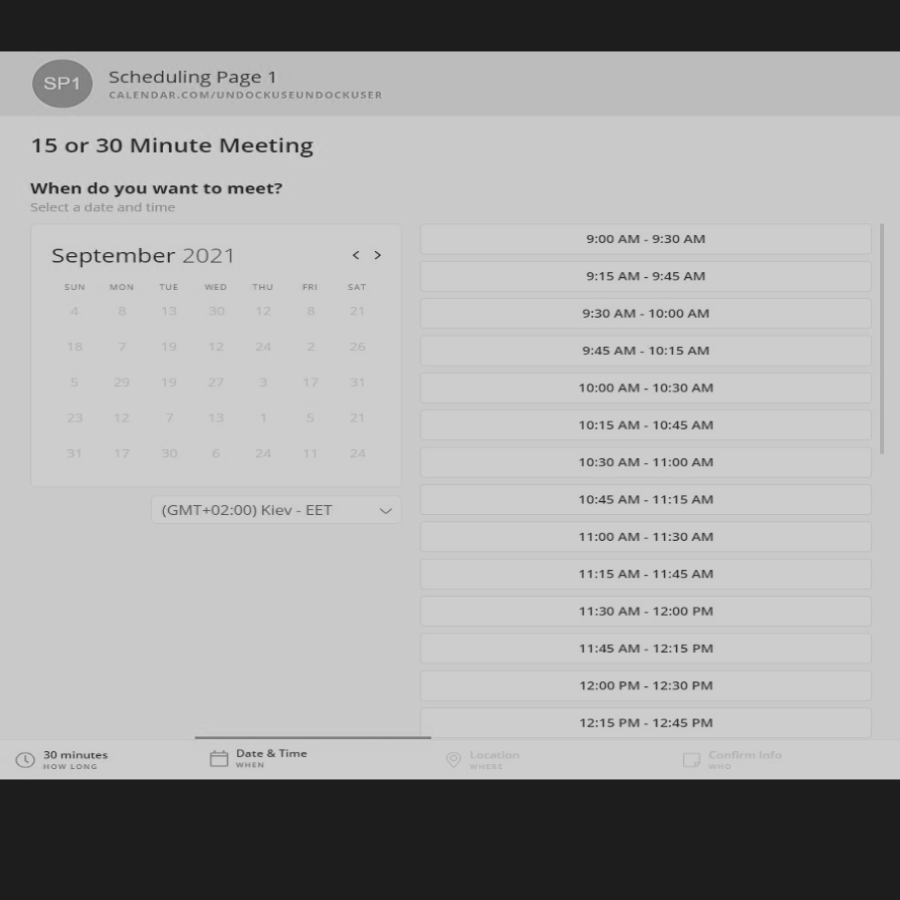 SP1
Scheduling Page 1
CALENDAR.COM/UNDOCKUSEUNDOCKUSER
15 or 30 Minute Meeting
When do you want to meet?
Select a date and time
September 2021 < >
SUN MON TUE WED THU FRI SAT
4 8 13 30 12 8 21
18 7 19 12 24 2 26
5 29 19 27 3 17 31
23 12 7 13 1 5 21
31 17 30 6 24 11 24
(GMT+02:00) Kiev - EET
9:00 AM - 9:30 AM
9:15 AM - 9:45 AM
9:30 AM - 10:00 AM
9:45 AM - 10:15 AM
10:00 AM - 10:30 AM
10:15 AM - 10:45 AM
10:30 AM - 11:00 AM
10:45 AM - 11:15 AM
11:00 AM - 11:30 AM
11:15 AM - 11:45 AM
11:30 AM - 12:00 PM
11:45 AM - 12:15 PM
12:00 PM - 12:30 PM
12:15 PM - 12:45 PM
30 minutes
HOW LONG
Date & Time
WHEN
Location
WHERE
Confirm Info
WHO